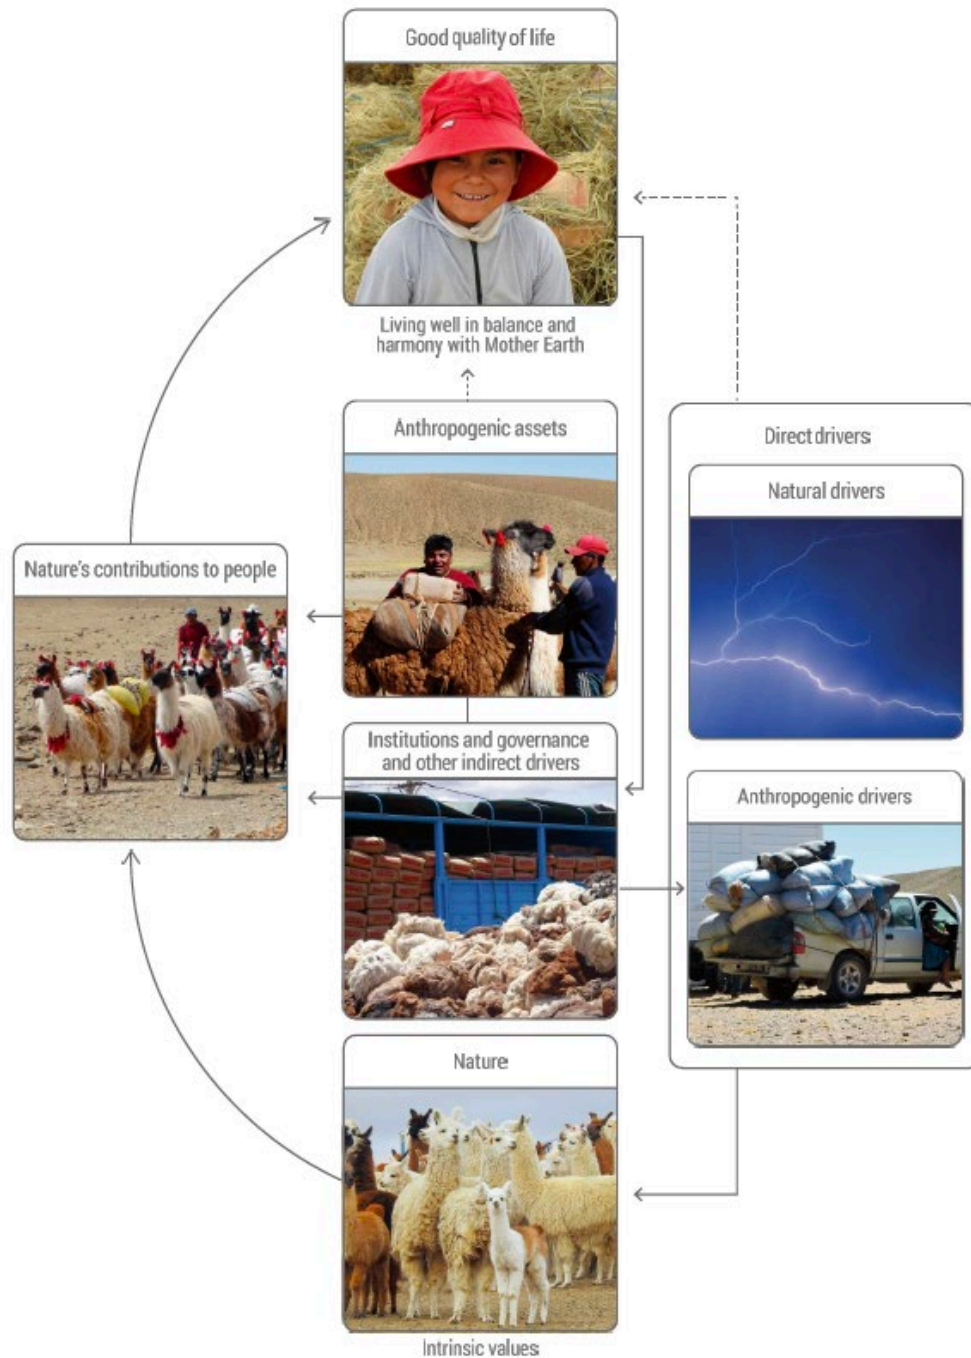 Good quality of life
Living well in balance and
harmony with Mother Earth
Anthropogenic assets
Direct drivers
Natural drivers
Nature's contributions to people
Institutions and governance
and other indirect drivers
Anthropogenic drivers
Nature
Intrinsic values